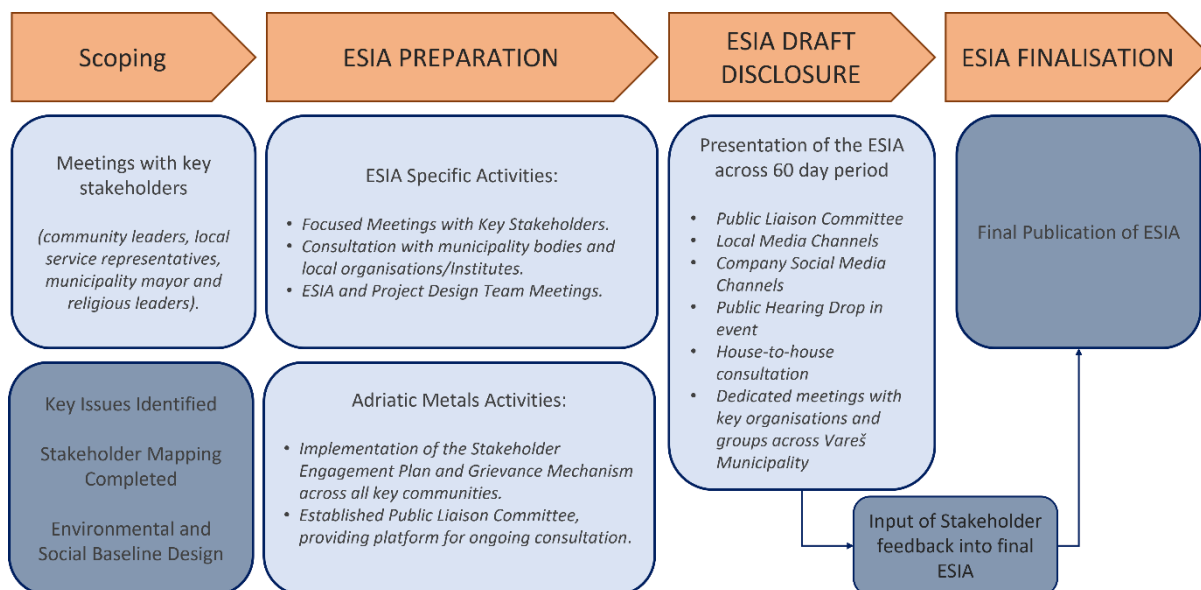 Scoping
ESIA PREPARATION
ESIA DRAFT
DISCLOSURE
ESIA FINALISATION
Meetings with key
stakeholders
(community leaders, local
service representatives,
municipality mayor and
religious leaders).
Key Issues Identified
Stakeholder Mapping
Completed
Environmental and
Social Baseline Design
ESIA Specific Activities:
• Focused Meetings with Key Stakeholders.
• Consultation with municipality bodies and
local organisations/Institutes.
• ESIA and Project Design Team Meetings.
Adriatic Metals Activities:
• Implementation of the Stakeholder
Engagement Plan and Grievance Mechanism
across all key communities.
• Established Public Liaison Committee,
providing platform for ongoing consultation.
Presentation of the ESIA
across 60 day period
• Public Liaison Committee
• Local Media Channels
• Company Social Media
Channels
• Public Hearing Drop in
event
• House-to-house
consultation
• Dedicated meetings with
key organisations and
groups across Vareš
Municipality
Input of Stakeholder
feedback into final
ESIA
Final Publication of ESIA